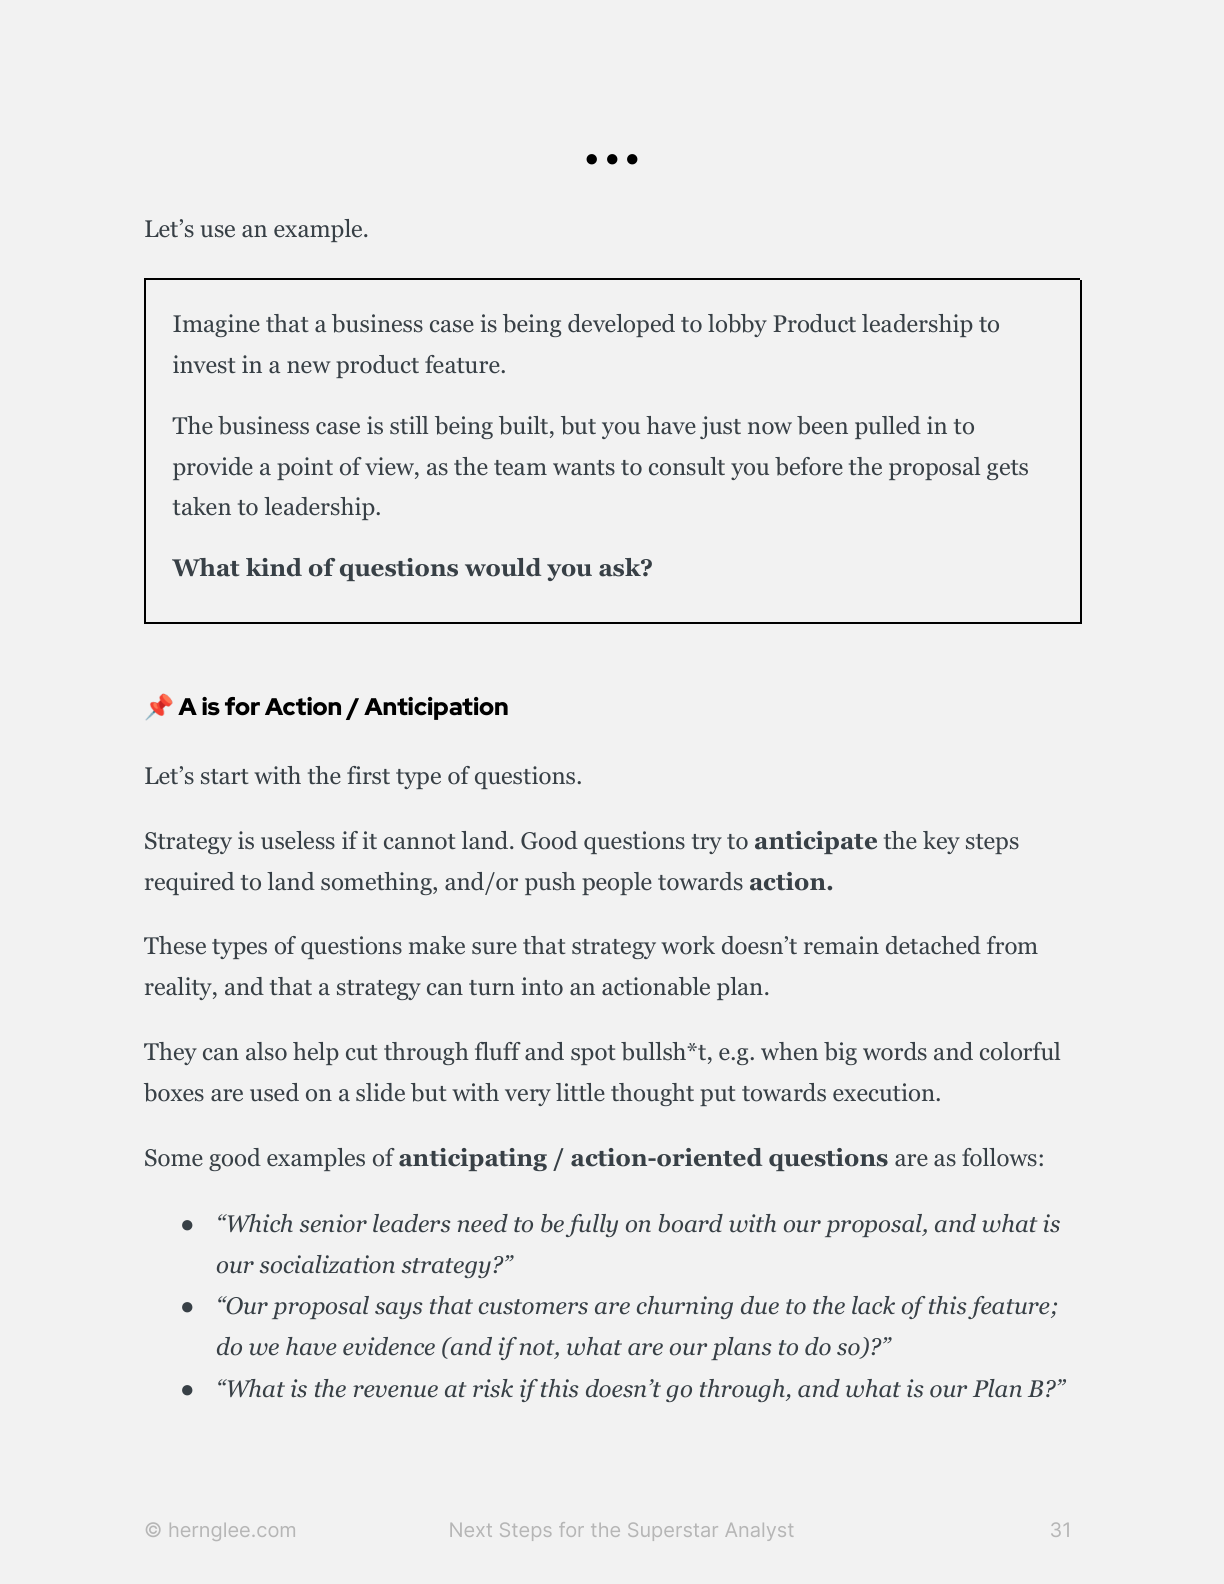 •••
Let’s use an example.
Imagine that a business case is being developed to lobby Product leadership to
invest in a new product feature.
The business case is still being built, but you have just now been pulled in to
provide a point of view, as the team wants to consult you before the proposal gets
taken to leadership.
What kind of questions would you ask?
📌 A is for Action / Anticipation
Let’s start with the first type of questions.
Strategy is useless if it cannot land. Good questions try to anticipate the key steps
required to land something, and/or push people towards action.
These types of questions make sure that strategy work doesn’t remain detached from
reality, and that a strategy can turn into an actionable plan.
They can also help cut through fluff and spot bullsh*t, e.g. when big words and colorful
boxes are used on a slide but with very little thought put towards execution.
Some good examples of anticipating / action-oriented questions are as follows:
● “Which senior leaders need to be fully on board with our proposal, and what is
our socialization strategy?”
● “Our proposal says that customers are churning due to the lack of this feature;
do we have evidence (and if not, what are our plans to do so)?”
● “What is the revenue at risk if this doesn’t go through, and what is our Plan B?”
© hernglee.com Next Steps for the Superstar Analyst 31